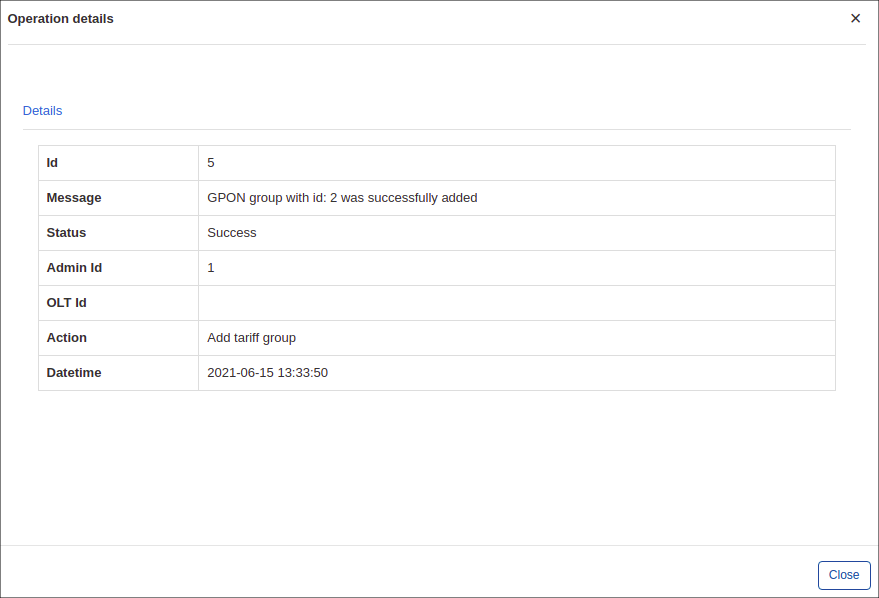 Operation details ×
Details
Id 5
Message GPON group with id: 2 was successfully added
Status Success
Admin Id 1
OLT Id
Action Add tariff group
Datetime 2021-06-15 13:33:50
Close